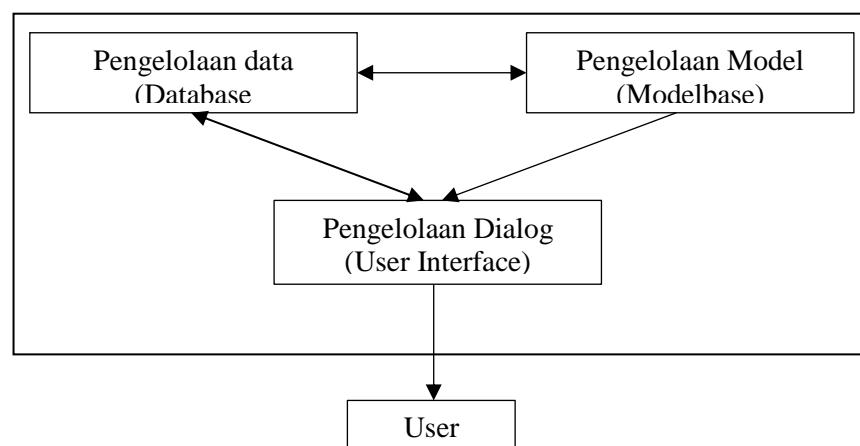 Pengelolaan data
(Database
Pengelolaan Model
(Modelbase)
Pengelolaan Dialog
(User Interface)
User